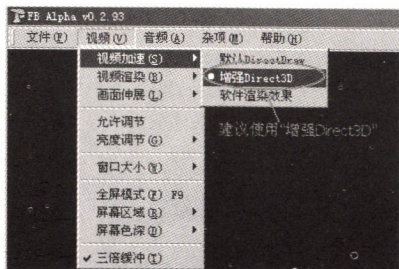 FB Alpha v0.2.93
文件(F) 视频(V) 音频(A) 杂项(M) 帮助(H)
视频加速(S)
视频渲染(B)
画面伸展(L)
允许调节
亮度调节(G)
窗口大小(W)
全屏模式(F) F9
屏幕区域(R)
屏幕色深(D)
✓三倍缓冲(T)
默认DirectDraw
增强Direct3D
软件渲染效果
建议使用“增强Direct3D”